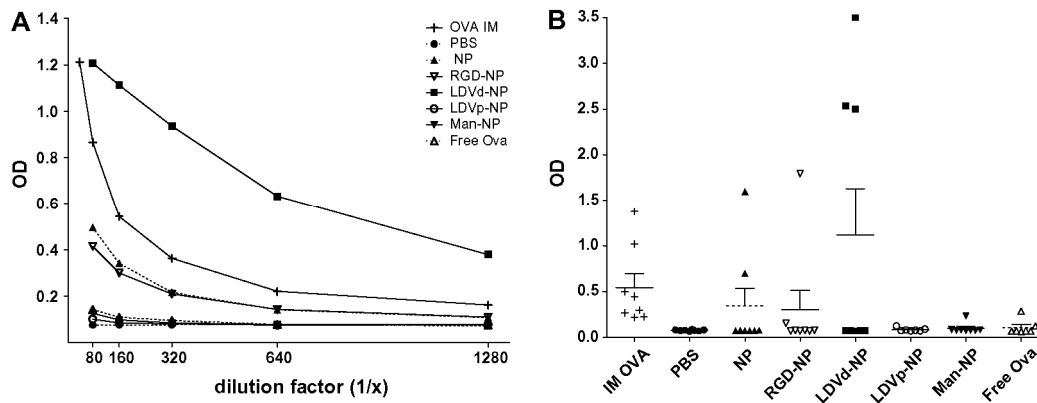 A
OD
1.4
1.2
1.0
0.8
0.6
0.4
0.2
80 160 320 640 1280
dilution factor (1/x)
OVA IM
PBS
NP
RGD-NP
LDVd-NP
LDVp-NP
Man-NP
Free Ova
B
OD
3.5
3.0
2.5
2.0
1.5
1.0
0.5
0.0
IM OVA
PBS
NP
RGD-NP
LDVd-NP
LDVp-NP
Man-NP
Free Ova